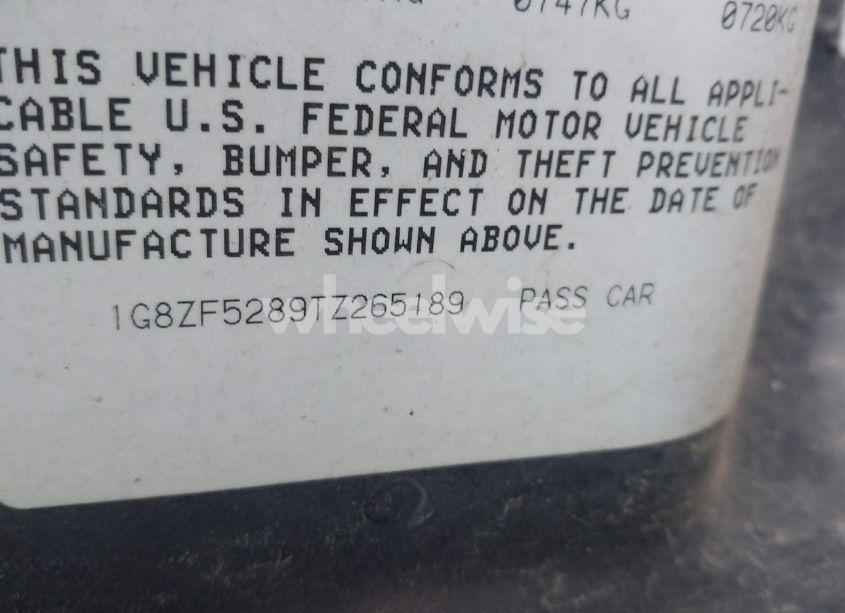 0747KG 0720KG
THIS VEHICLE CONFORMS TO ALL APPLI-
CABLE U.S. FEDERAL MOTOR VEHICLE
SAFETY, BUMPER, AND THEFT PREVENTION
STANDARDS IN EFFECT ON THE DATE OF
MANUFACTURE SHOWN ABOVE.
1G8ZF5289TZ265189 PASS CAR
wheelwise